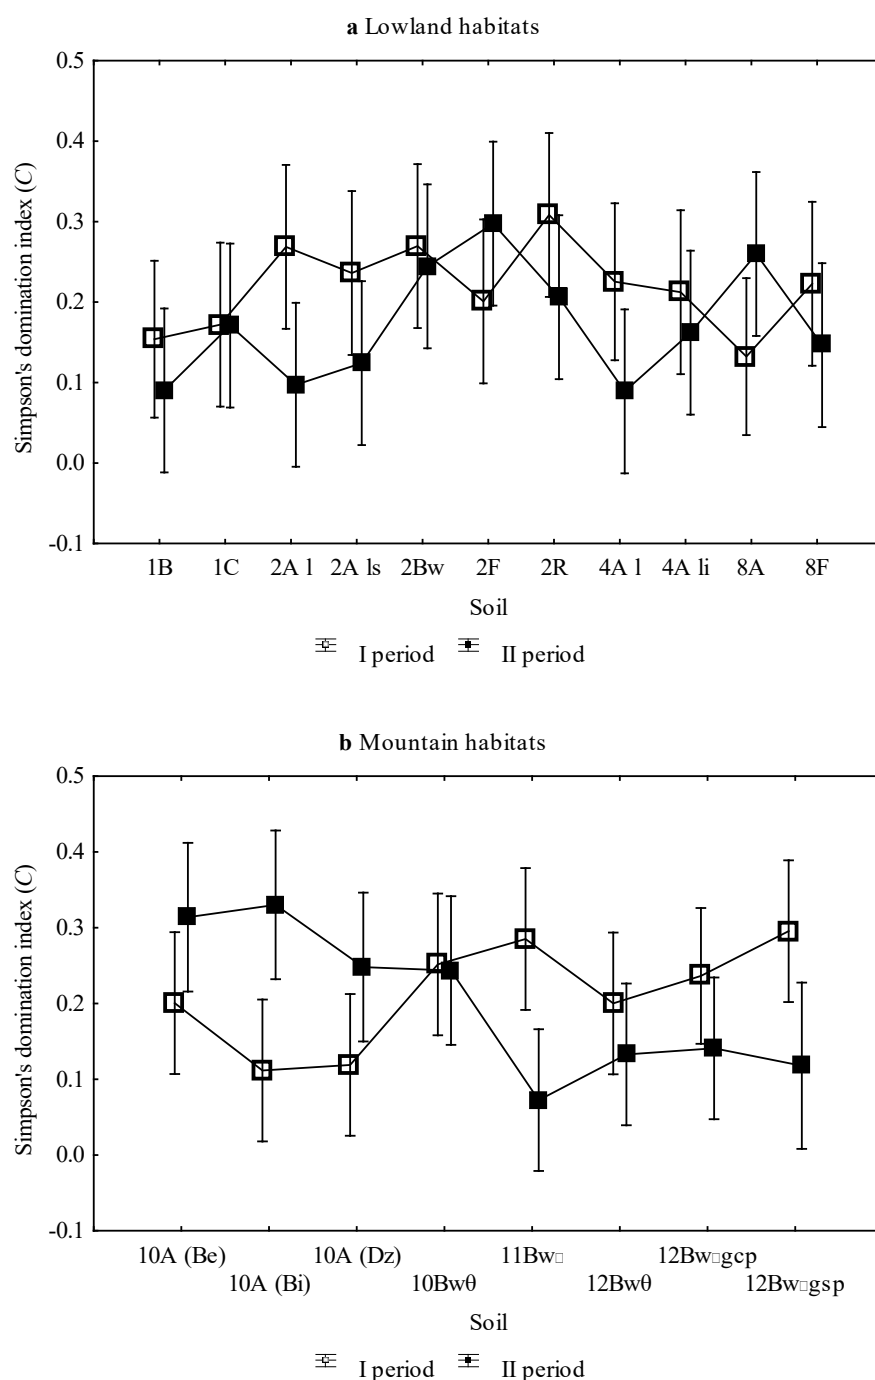 a Lowland habitats
0.5
0.4
0.3
0.2
0.1
0.0
-0.1
Simpson's domination index (C)
1B 1C 2A l 2A ls 2Bw 2F 2R 4A l 4A li 8A 8F
Soil
I period II period
b Mountain habitats
0.5
0.4
0.3
0.2
0.1
0.0
-0.1
Simpson's domination index (C)
10A (Be) 10A (Dz) 11Bw□ 12Bw□gcp
10A (Bi) 10Bwθ 12Bwθ 12Bw□gsp
Soil
I period II period